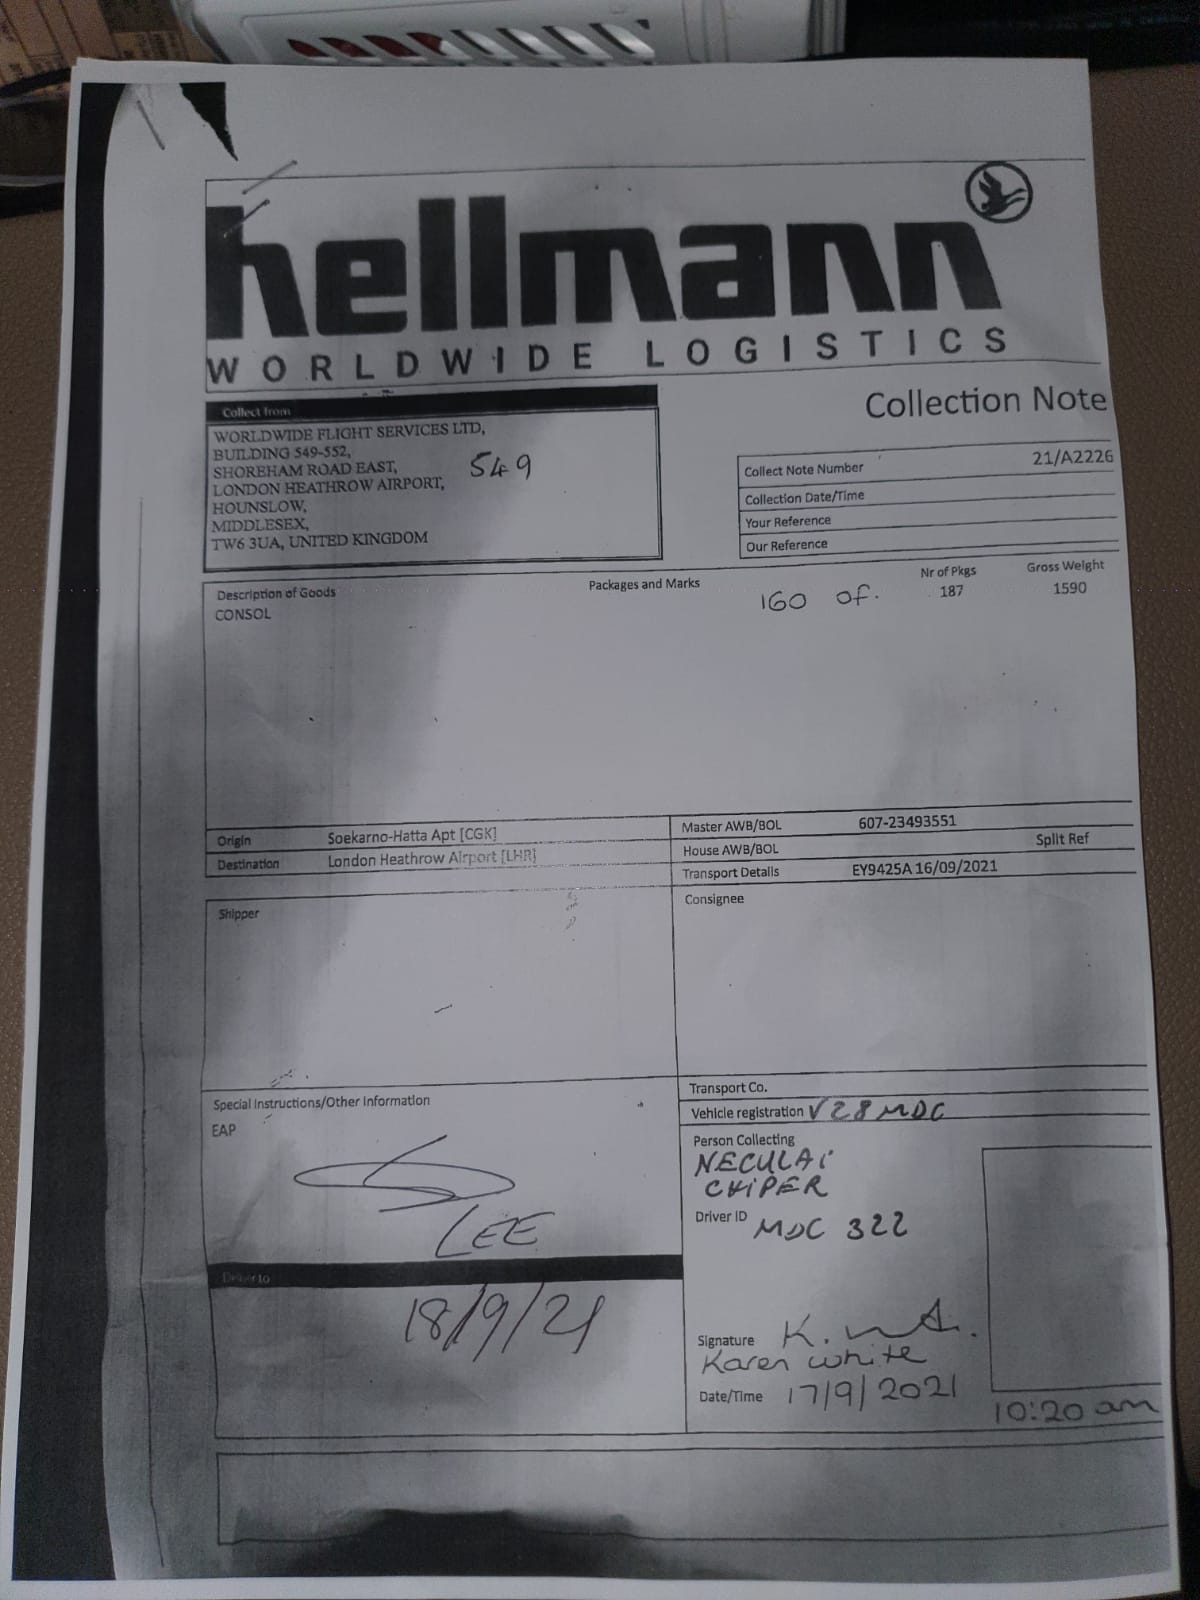 hellmann
WORLDWIDE LOGISTICS
Collection Note
Collect from
WORLDWIDE FLIGHT SERVICES LTD,
BUILDING 549-552,
SHOREHAM ROAD EAST,
LONDON HEATHROW AIRPORT,
HOUNSLOW,
MIDDLESEX,
TW6 3UA, UNITED KINGDOM
549
Collect Note Number 21/A2226
Collection Date/Time
Your Reference
Our Reference
Description of Goods Packages and Marks Nr of Pkgs Gross Weight
CONSOL 160 of. 187 1590
Origin Soekarno-Hatta Apt [CGK]
Destination London Heathrow Airport [LHR]
Master AWB/BOL 607-23493551
House AWB/BOL Split Ref
Transport Details EY9425A 16/09/2021
Shipper
Consignee
Special Instructions/Other Information
EAP
LEE
Deliver to
18/9/21
Transport Co.
Vehicle registration V28MDC
Person Collecting
NECULAI
CHIPER
Driver ID MDC 322
Signature
Karen White
Date/Time 17/9/2021
10:20 am